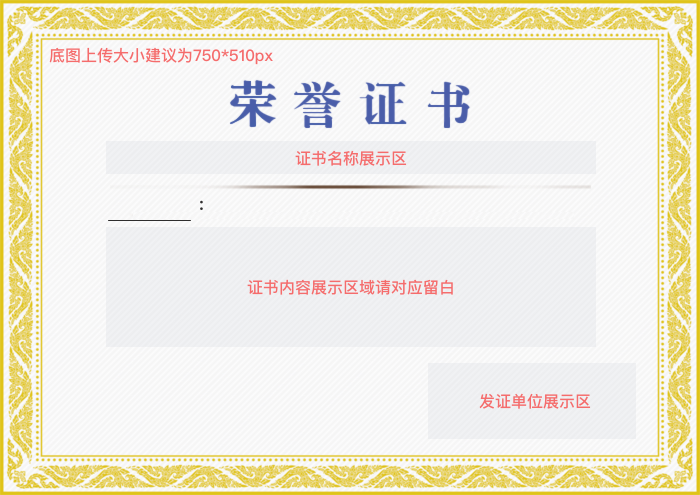 底图上传大小建议为750*510px
荣誉证书
证书名称展示区
________：
证书内容展示区域请对应留白
发证单位展示区